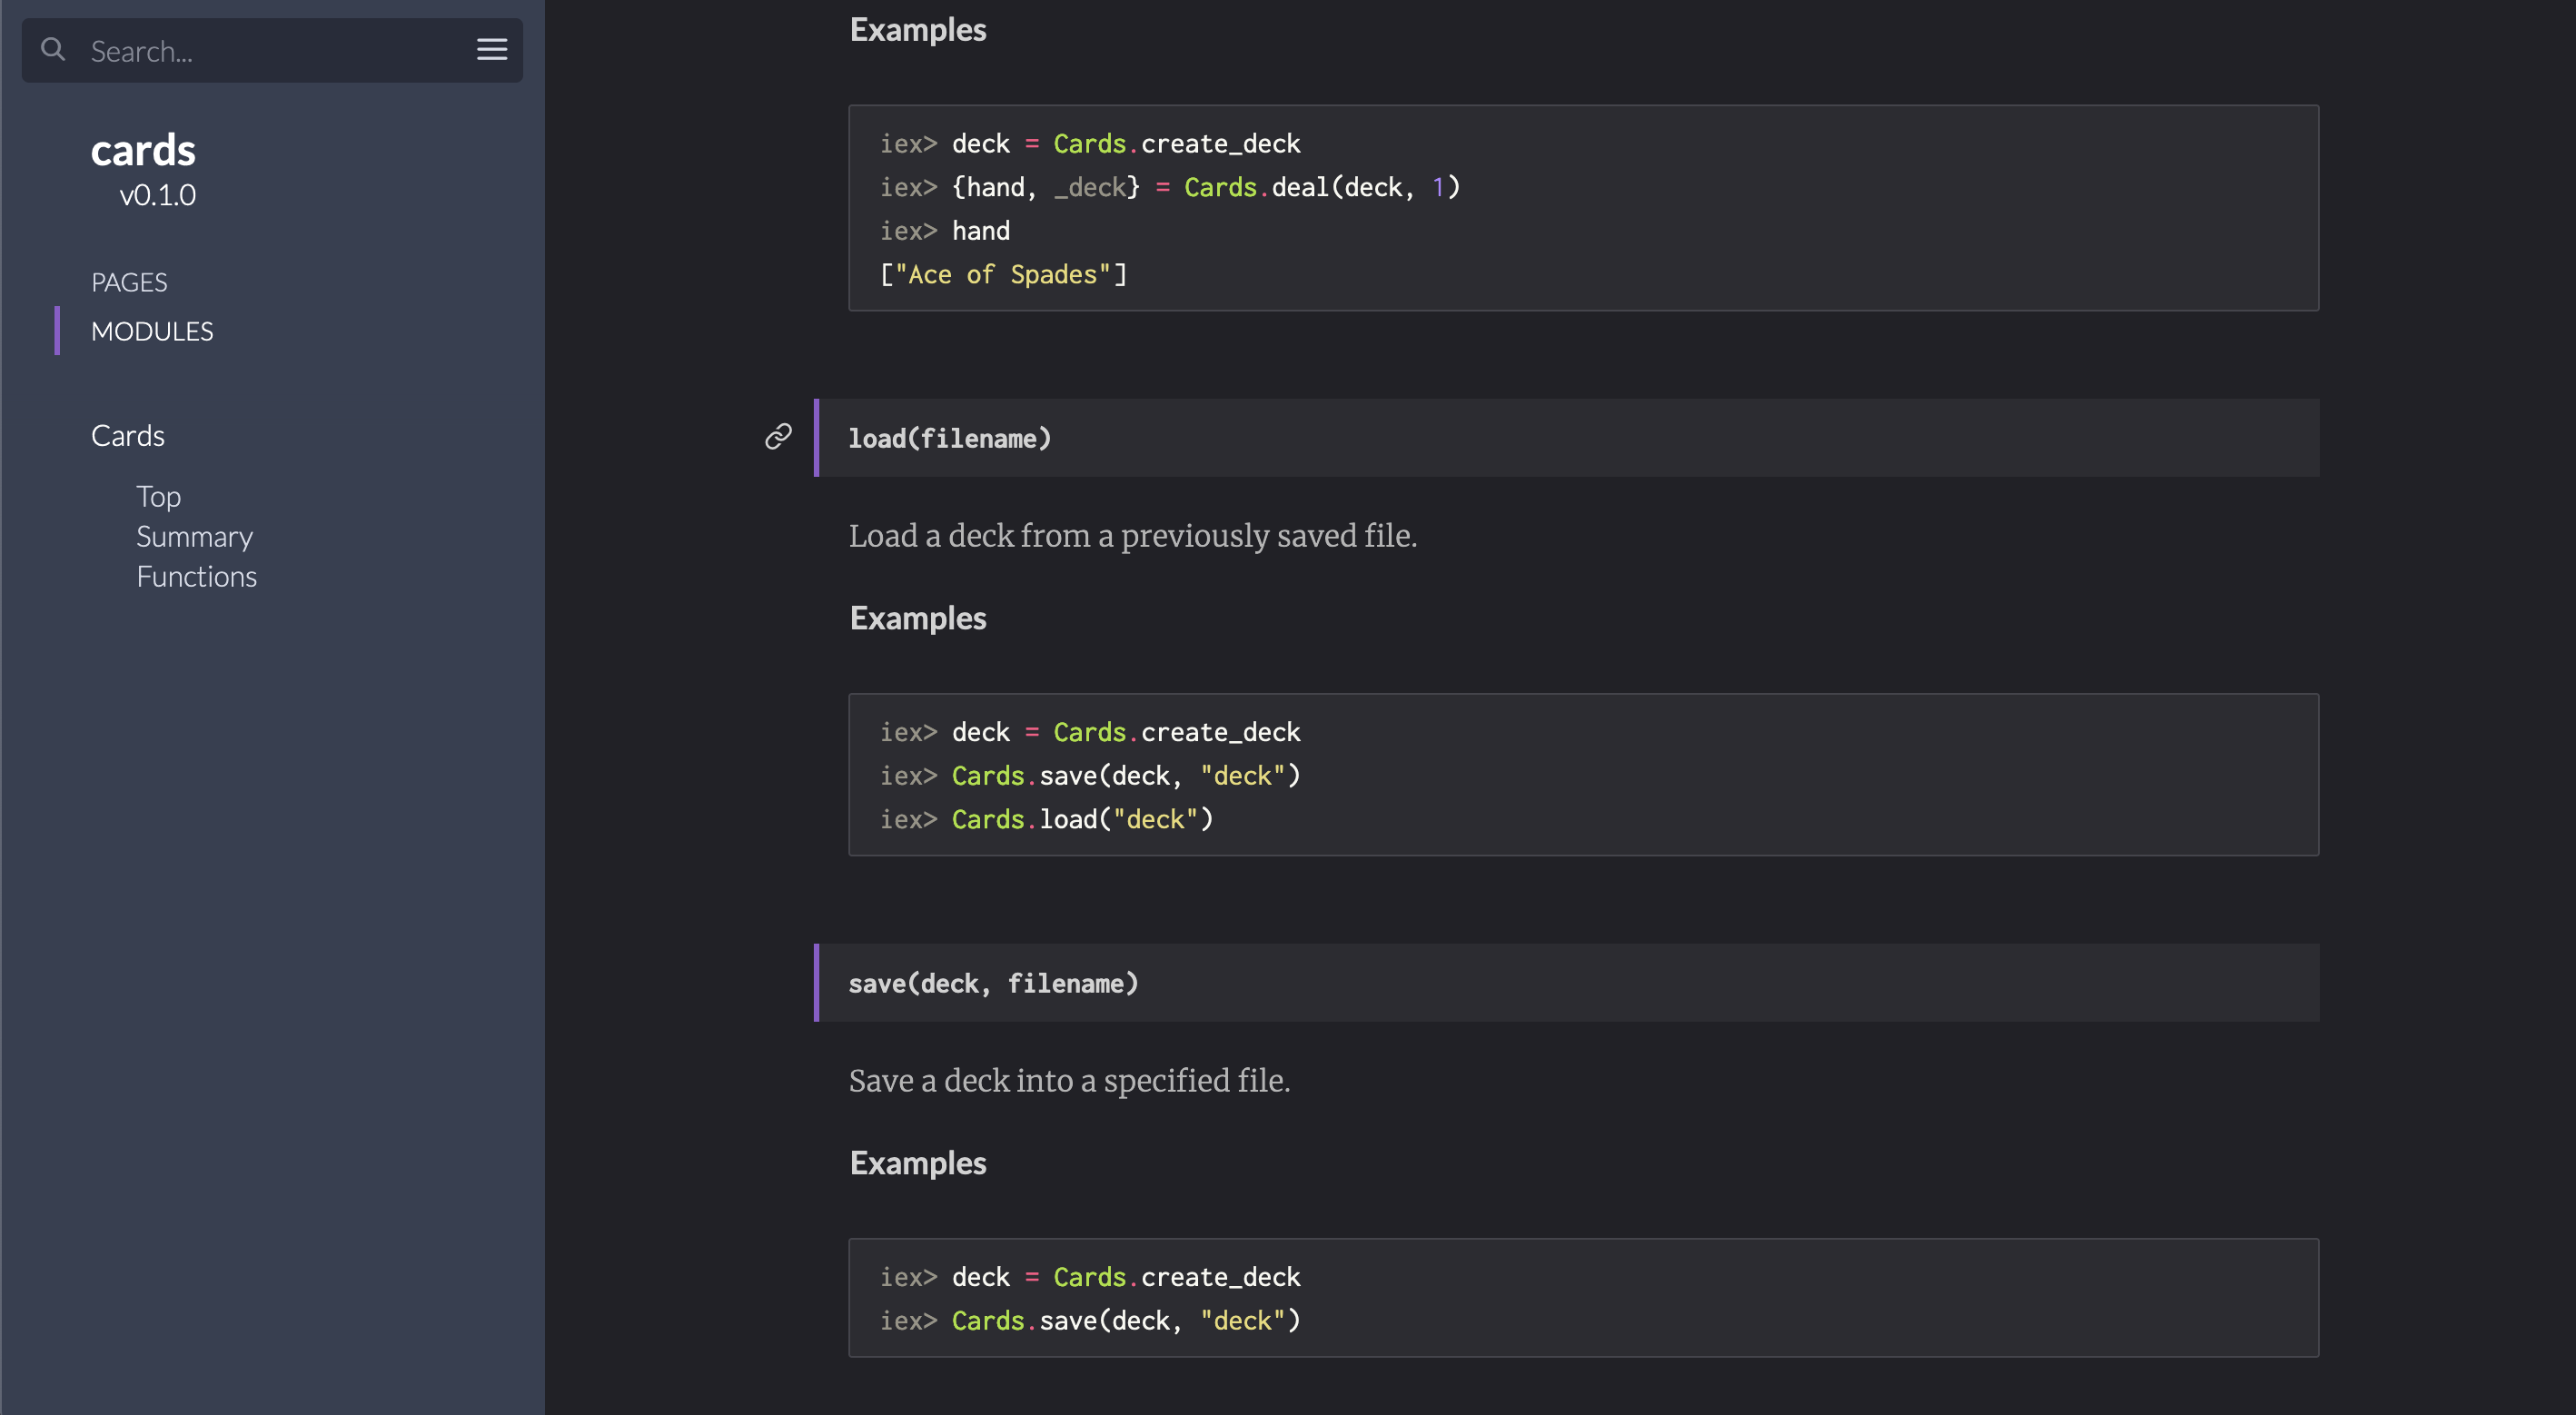 Search...
cards
v0.1.0
PAGES
MODULES
Cards
Top
Summary
Functions
Examples
iex> deck = Cards.create_deck
iex> {hand, _deck} = Cards.deal(deck, 1)
iex> hand
["Ace of Spades"]
load(filename)
Load a deck from a previously saved file.
Examples
iex> deck = Cards.create_deck
iex> Cards.save(deck, "deck")
iex> Cards.load("deck")
save(deck, filename)
Save a deck into a specified file.
Examples
iex> deck = Cards.create_deck
iex> Cards.save(deck, "deck")